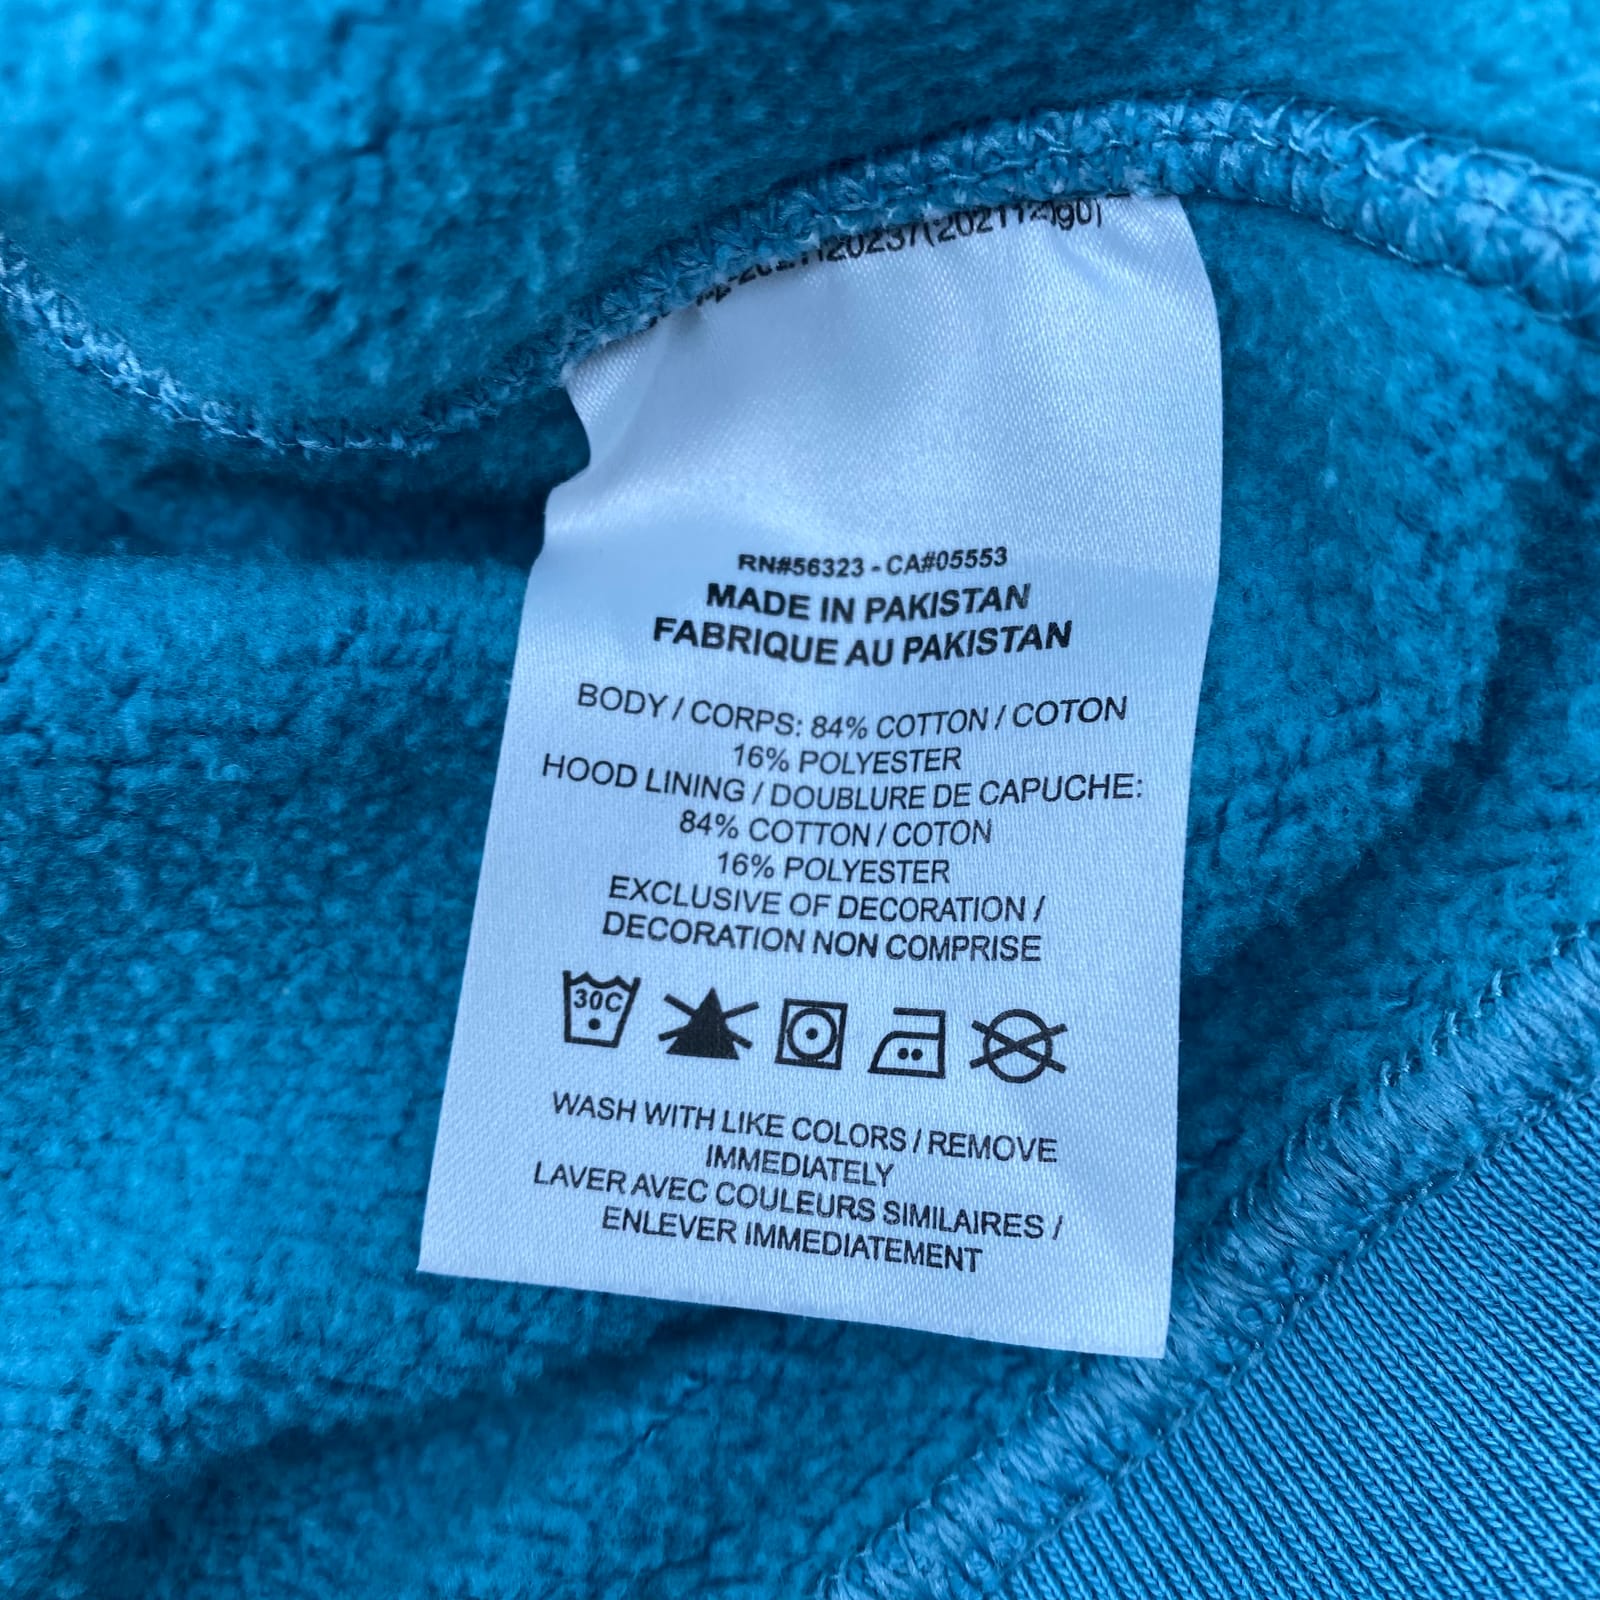 RN#56323 - CA#05553
MADE IN PAKISTAN
FABRIQUE AU PAKISTAN
BODY / CORPS: 84% COTTON / COTON
16% POLYESTER
HOOD LINING / DOUBLURE DE CAPUCHE:
84% COTTON / COTON
16% POLYESTER
EXCLUSIVE OF DECORATION /
DECORATION NON COMPRISE
30C
WASH WITH LIKE COLORS / REMOVE
IMMEDIATELY
LAVER AVEC COULEURS SIMILAIRES /
ENLEVER IMMEDIATEMENT